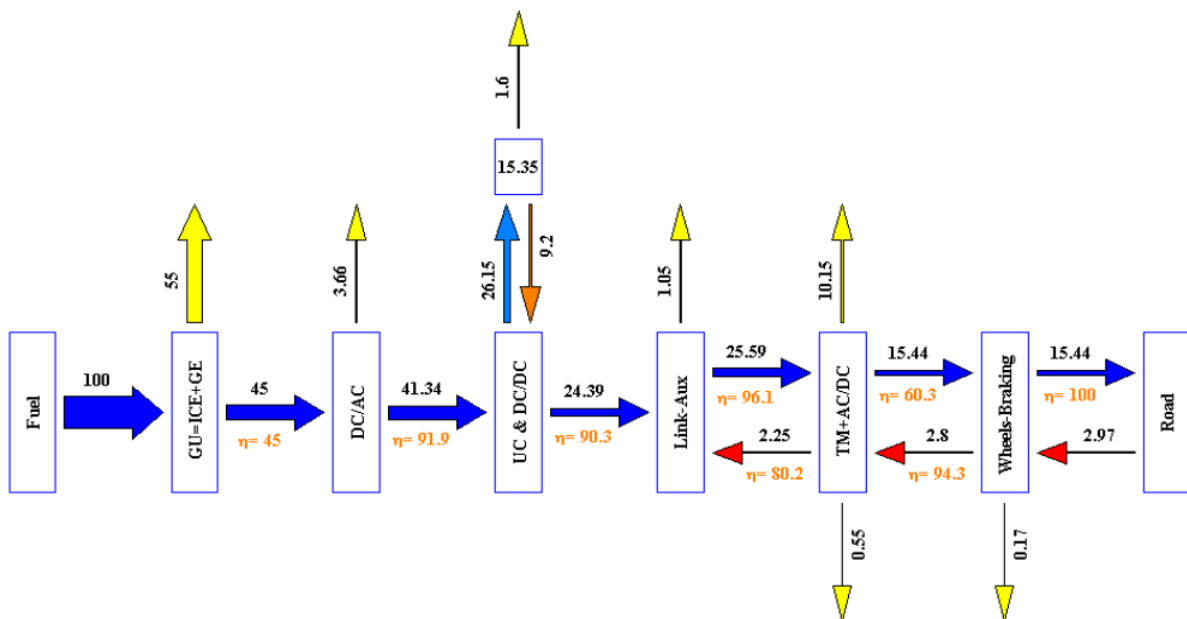 1.6
15.35
55
3.66
26.15
9.2
1.05
10.15
Fuel
100
GU=ICE+GE
45
η= 45
DC/AC
41.34
η= 91.9
UC & DC/DC
24.39
η= 90.3
Link-Aux
25.59
η= 96.1
2.25
η= 80.2
TM+AC/DC
15.44
η= 60.3
2.8
η= 94.3
Wheels-Braking
15.44
η= 100
2.97
Road
0.55
0.17